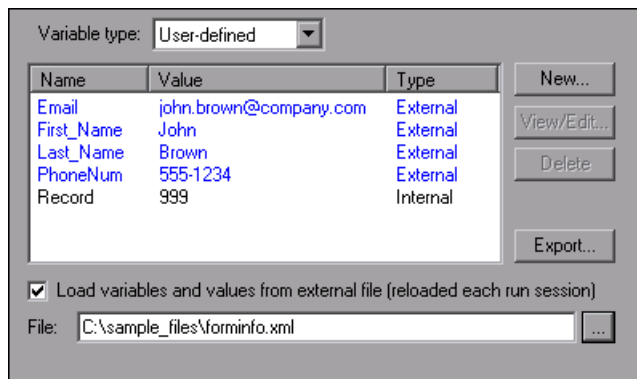 Variable type: User-defined
Name Value Type New...
Email john.brown@company.com External
First_Name John External View/Edit...
Last_Name Brown External
PhoneNum 555-1234 External Delete
Record 999 Internal
Export...
Load variables and values from external file (reloaded each run session)
File: C:\sample_files\forminfo.xml ...